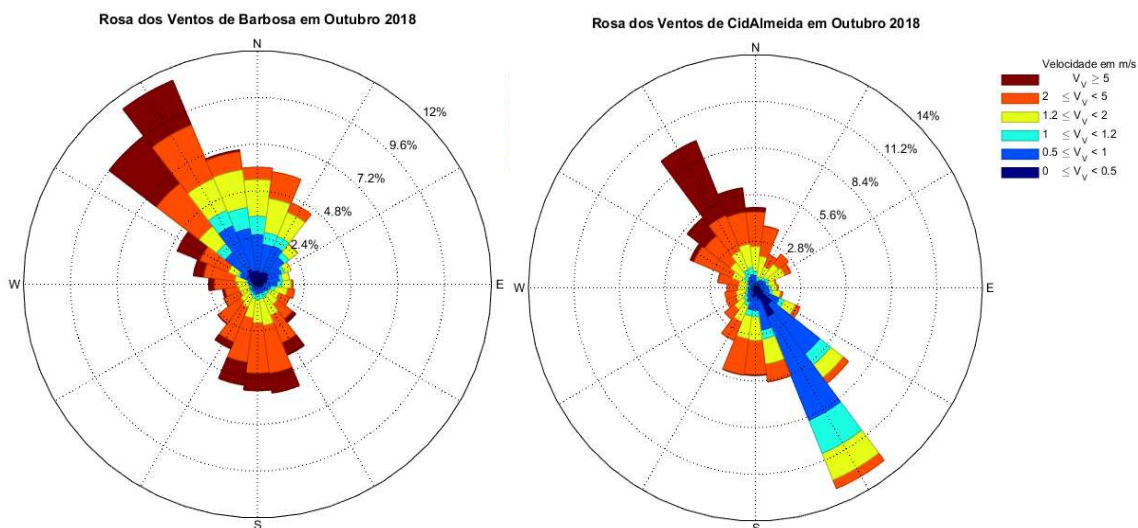 Rosa dos Ventos de Barbosa em Outubro 2018
N
12%
9.6%
7.2%
4.8%
2.4%
W
E
S
Rosa dos Ventos de CidAlmeida em Outubro 2018
N
14%
11.2%
8.4%
5.6%
2.8%
W
E
S
Velocidade em m/s
V_V ≥ 5
2 ≤ V_V < 5
1.2 ≤ V_V < 2
1 ≤ V_V < 1.2
0.5 ≤ V_V < 1
0 ≤ V_V < 0.5